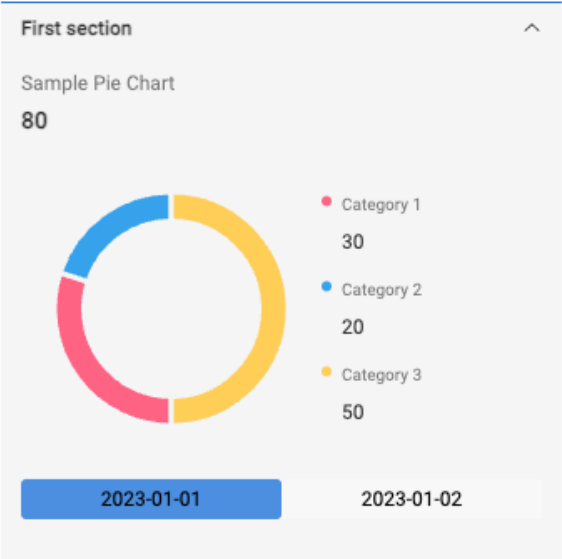 First section
Sample Pie Chart
80
Category 1
30
Category 2
20
Category 3
50
2023-01-01 2023-01-02